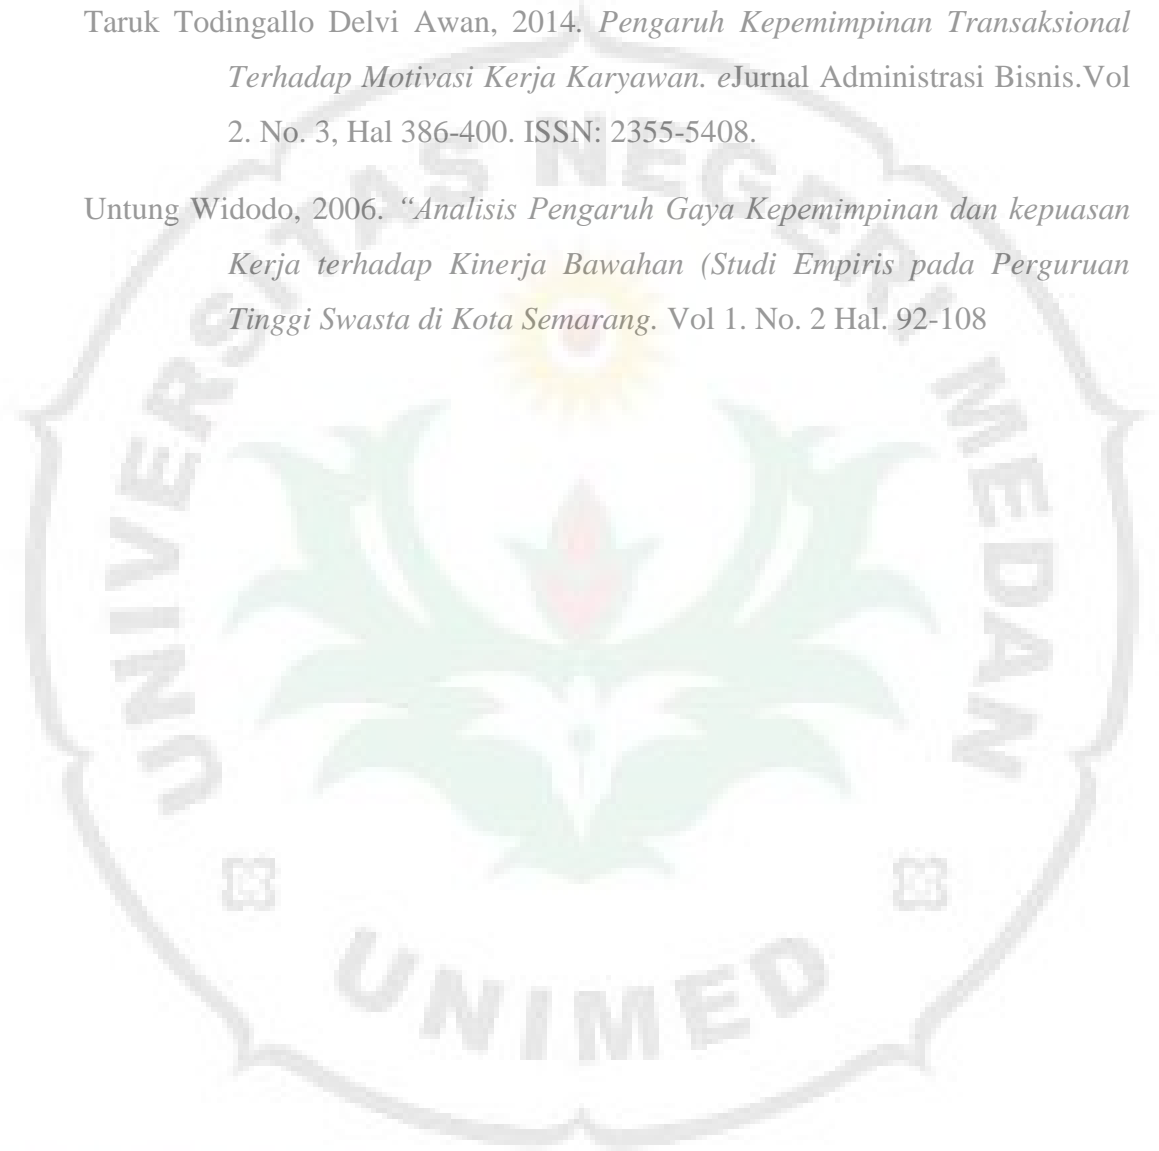 Taruk Todingallo Delvi Awan, 2014. Pengaruh Kepemimpinan Transaksional
Terhadap Motivasi Kerja Karyawan. eJurnal Administrasi Bisnis.Vol
2. No. 3, Hal 386-400. ISSN: 2355-5408.
Untung Widodo, 2006. “Analisis Pengaruh Gaya Kepemimpinan dan kepuasan
Kerja terhadap Kinerja Bawahan (Studi Empiris pada Perguruan
Tinggi Swasta di Kota Semarang. Vol 1. No. 2 Hal. 92-108
UNIVERSITAS NEGERI MEDAN
UNIMED